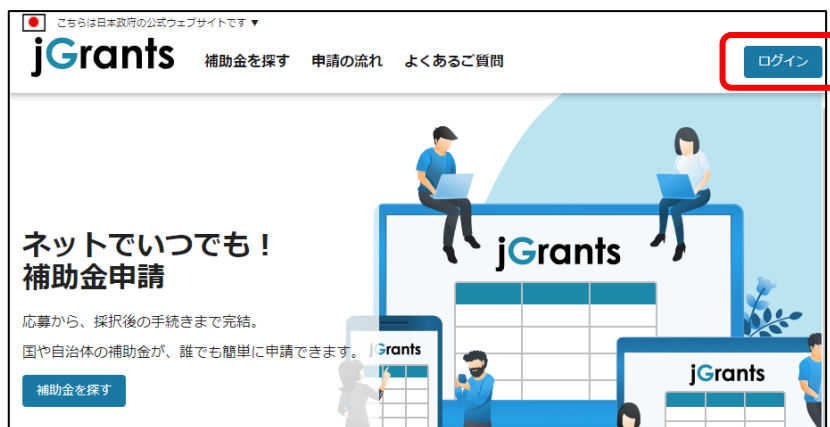 こちらは日本政府の公式ウェブサイトです ▼
jGrants 補助金を探す 申請の流れ よくあるご質問 ログイン
ネットでいつでも！
補助金申請
応募から、採択後の手続きまで完結。
国や自治体の補助金が、誰でも簡単に申請できます。
補助金を探す
jGrants
jGrants
jGrants